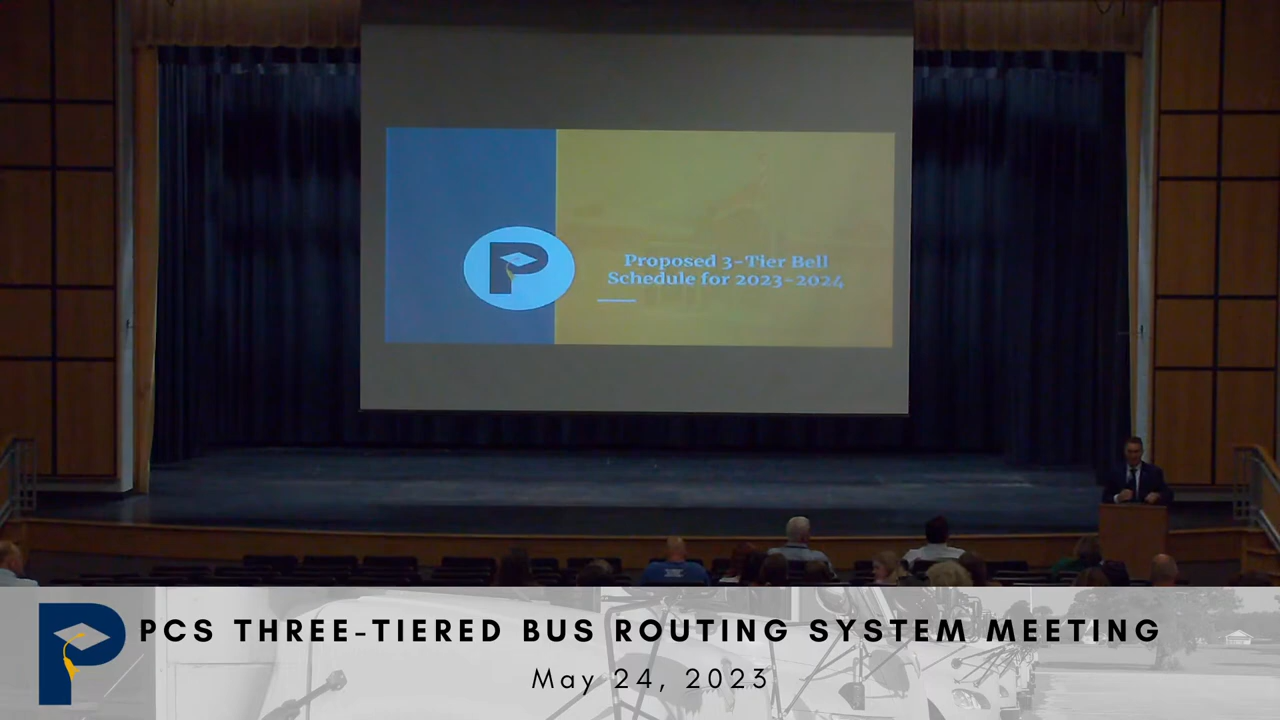 P
Proposed 3-Tier Bell
Schedule for 2023-2024
P
PCS THREE-TIERED BUS ROUTING SYSTEM MEETING
May 24, 2023